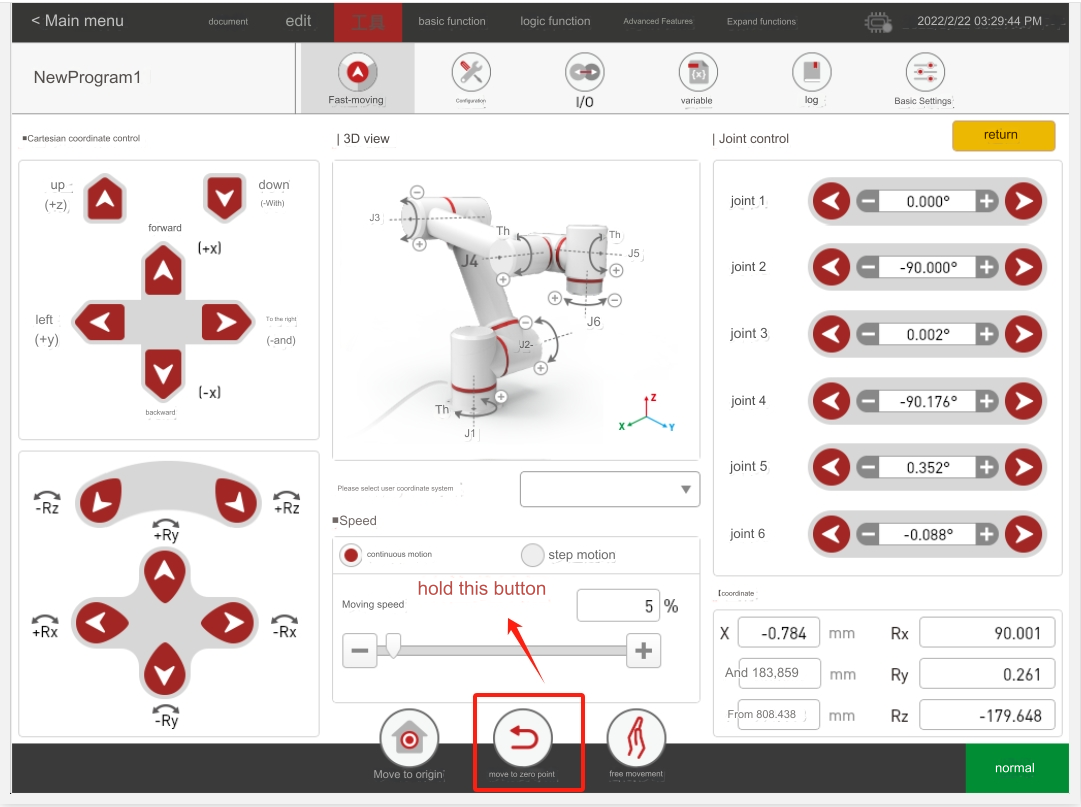 < Main menu
document
edit
工具
basic function
logic function
Advanced Features
Expand functions
2022/2/22 03:29:44 PM
NewProgram1
Fast-moving
Configuration
I/O
variable
log
Basic Settings
■Cartesian coordinate control
| 3D view
| Joint control
return
up
(+z)
down
(-With)
forward
(+x)
left
(+y)
To the right
(-and)
(-x)
backward
J3
Th
J4
Th
J5
J6
J2-
Th
J1
Z
X
Y
joint 1
0.000°
joint 2
-90.000°
joint 3
0.002°
joint 4
-90.176°
joint 5
0.352°
joint 6
-0.088°
-Rz
+Rz
+Ry
+Rx
-Rx
-Ry
Please select user coordinate system
■Speed
continuous motion
step motion
hold this button
Moving speed
5 %
coordinate
X -0.784 mm Rx 90.001
And 183,859 mm Ry 0.261
From 808.438 mm Rz -179.648
Move to origin
move to zero point
free movement
normal